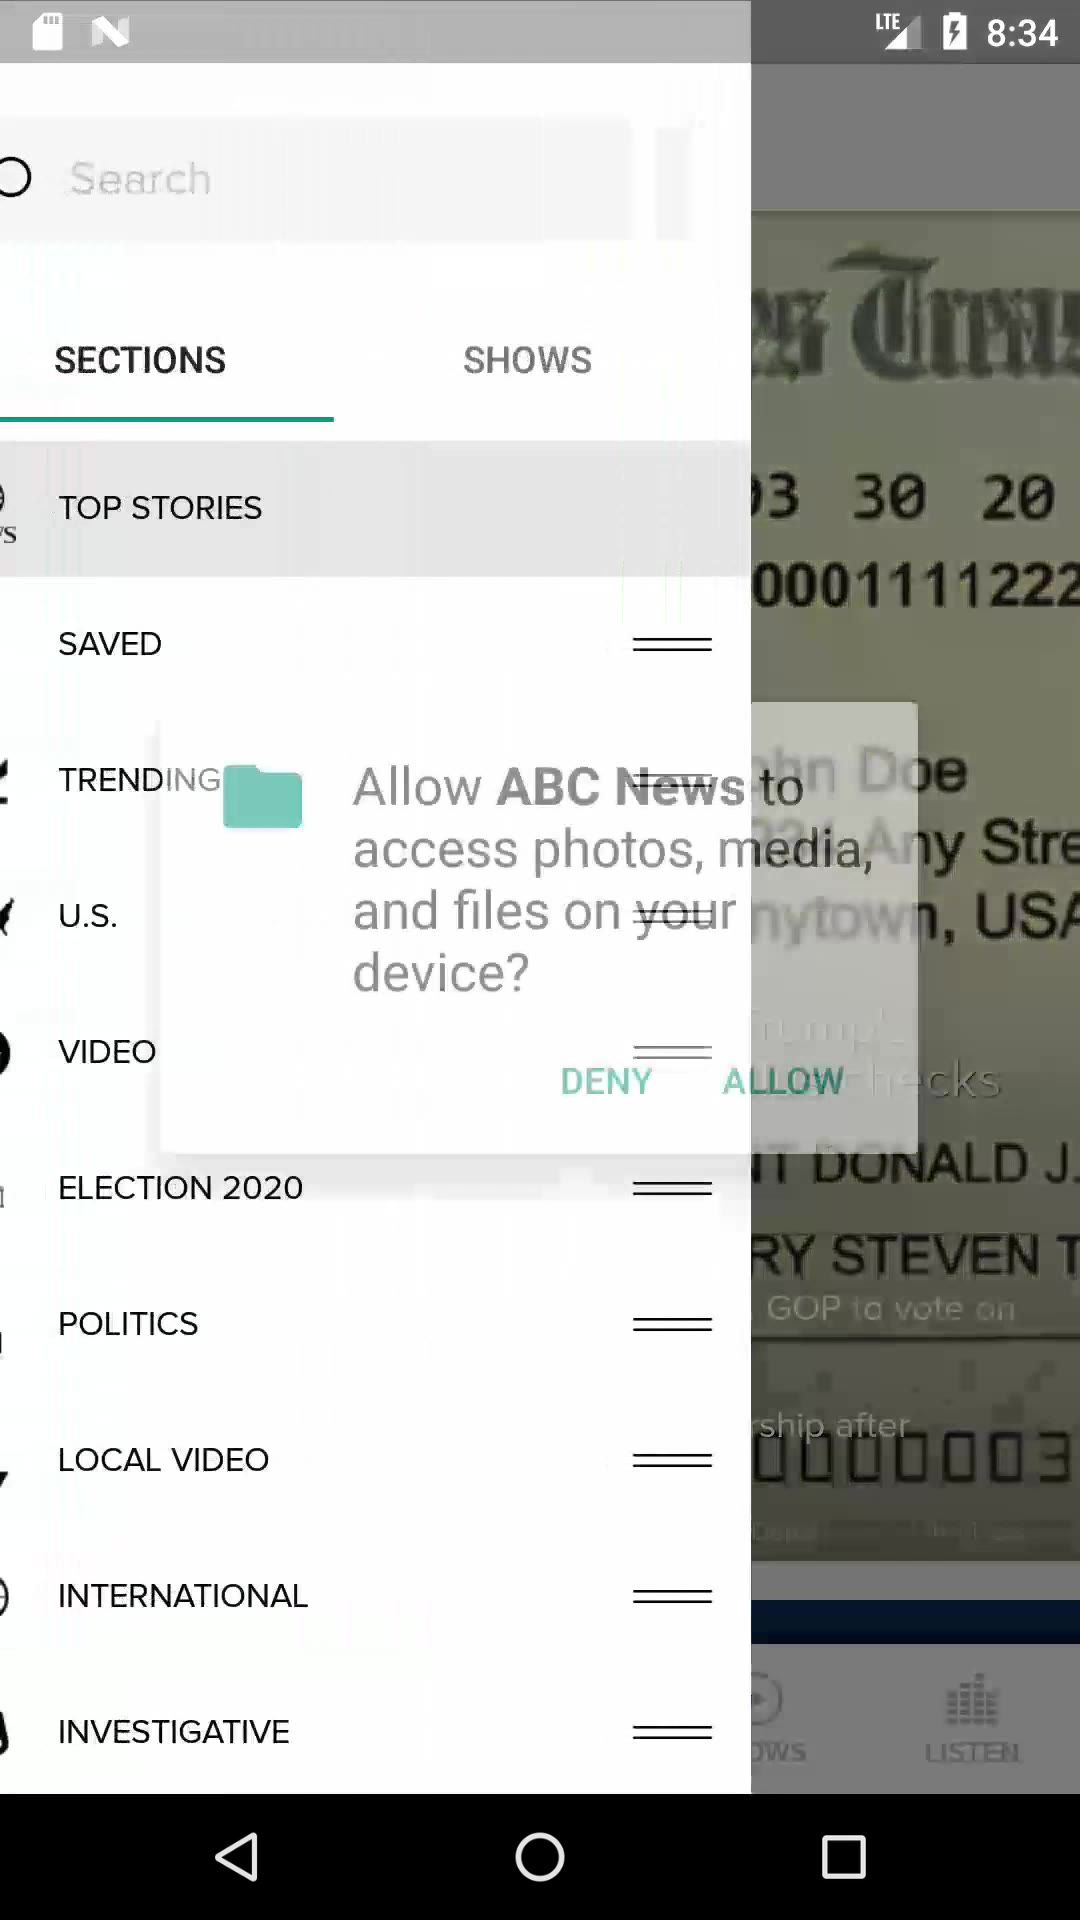 LTE 8:34
Search
SECTIONS SHOWS
TOP STORIES
SAVED
TRENDING
U.S.
VIDEO
ELECTION 2020
POLITICS
LOCAL VIDEO
INTERNATIONAL
INVESTIGATIVE
Allow ABC News to
access photos, media,
and files on your
device?
DENY ALLOW
Treas
03 30 20
00011112222
Doe
Any Stre
nytown, USA
Trump's
checks
NT DONALD J.
RY STEVEN T
GOP to vote on
rship after
0000003
OWS LISTEN